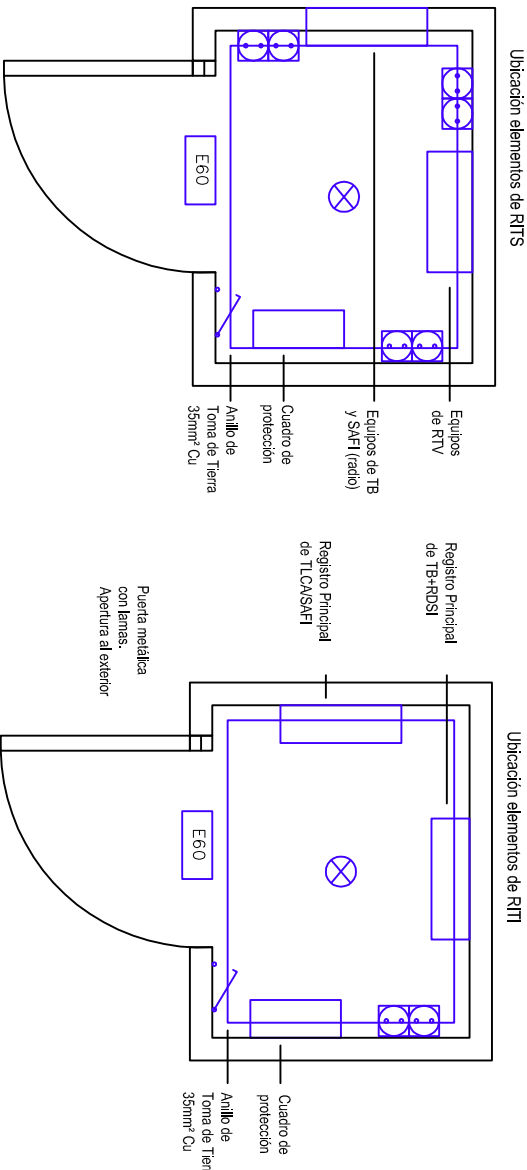 Ubicación elementos de RITS
E60
Equipos
de RTV
Equipos de TB
y SAFI (radio)
Cuadro de
protección
Anillo de
Toma de Tierra
35mm² Cu
Ubicación elementos de RITI
Registro Principal
de TB+RDSI
Registro Principal
de TLCA/SAFI
Puerta metálica
con lamas.
Apertura al exterior
E60
Cuadro de
protección
Anillo de
Toma de Tier
35mm² Cu